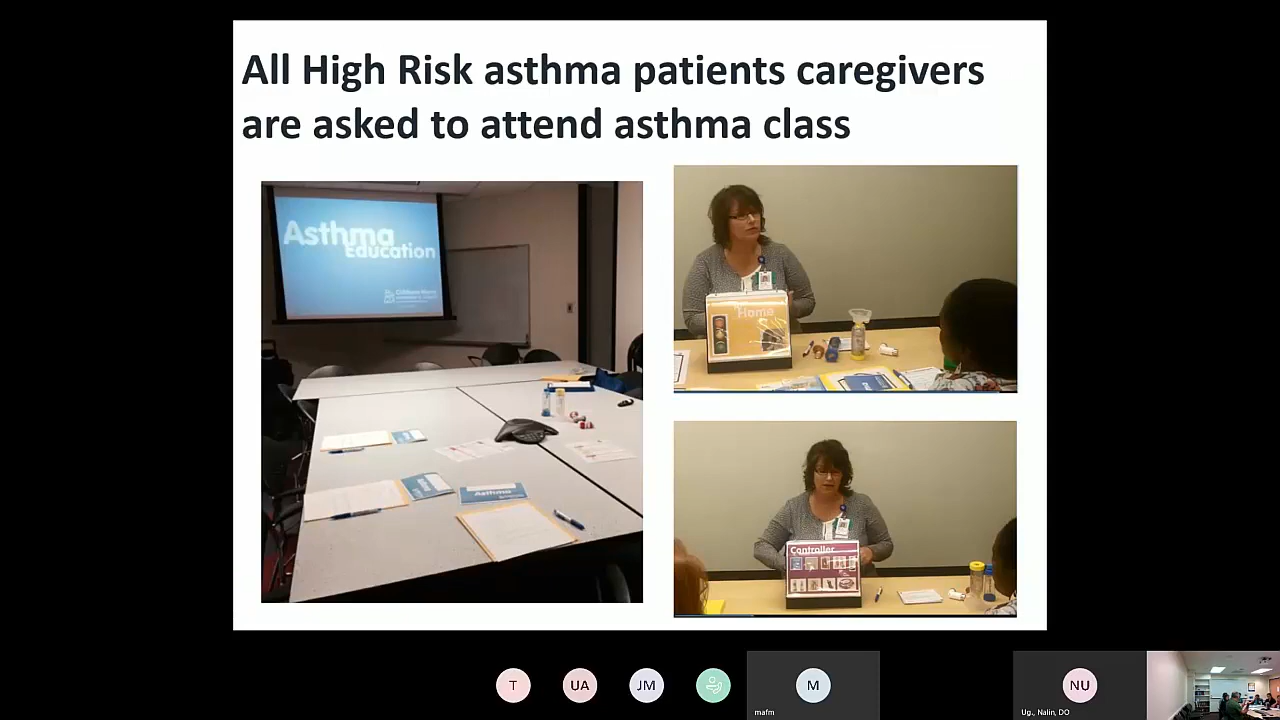 All High Risk asthma patients caregivers
are asked to attend asthma class
Asthma
Education
Home
Asthma
Controller
T
UA
JM
M
mafm
NU
Ug., Nalin, DO